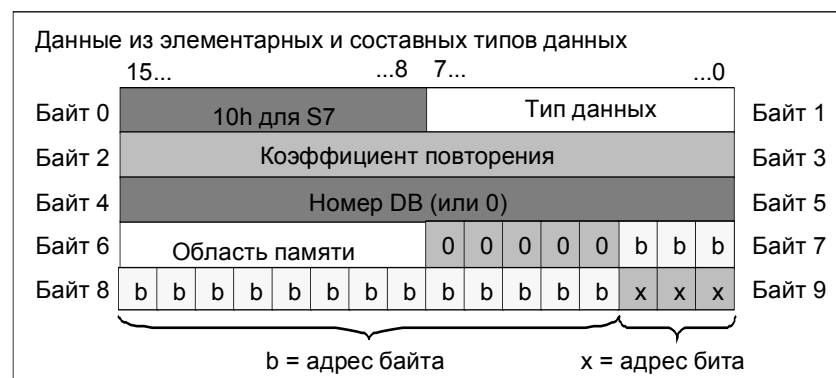 Данные из элементарных и составных типов данных
15... ...8 7... ...0
Байт 0 10h для S7 Тип данных Байт 1
Байт 2 Коэффициент повторения Байт 3
Байт 4 Номер DB (или 0) Байт 5
Байт 6 Область памяти 0 0 0 0 0 b b b Байт 7
Байт 8 b b b b b b b b b b b b b x x x Байт 9
b = адрес байта x = адрес бита